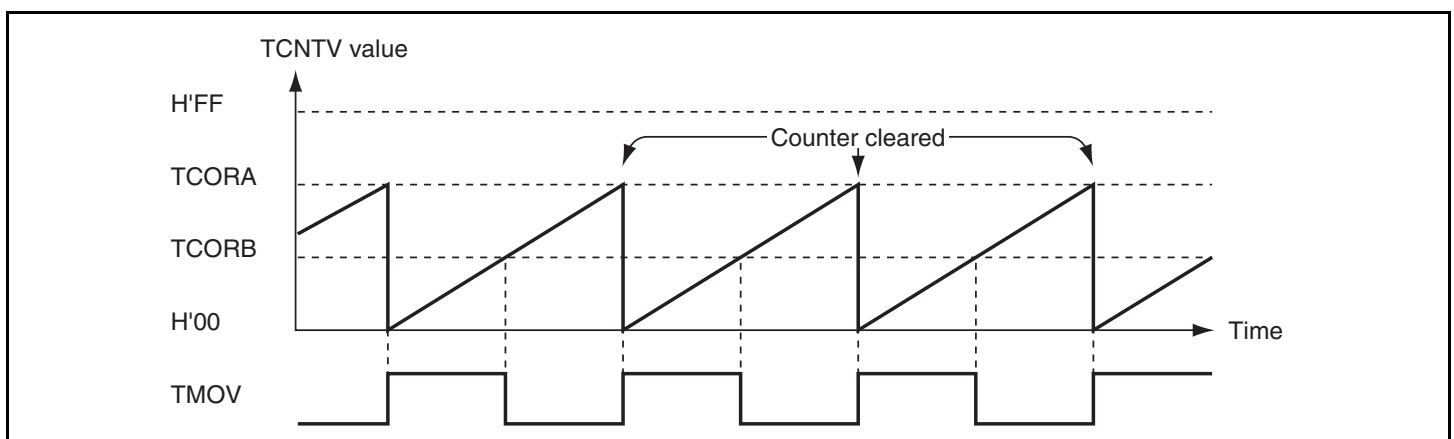 TCNTV value
H'FF
Counter cleared
TCORA
TCORB
H'00
Time
TMOV